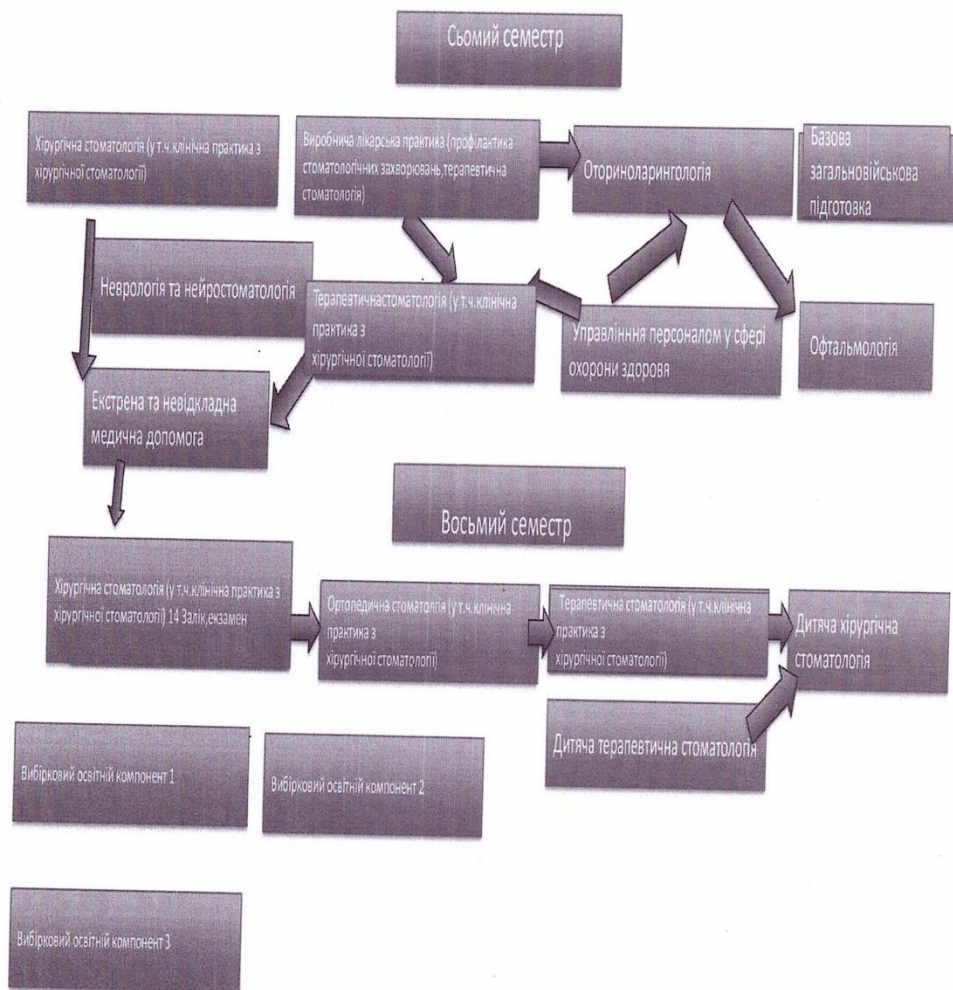 Сьомий семестр
Хірургічна стоматологія (у т.ч.клінічна практика з
хірургічної стоматології)
Виробнича лікарська практика (профілактика
стоматологічних захворювань,терапевтична
стоматологія)
Оториноларингологія
Базова
загальновійськова
підготовка
Неврологія та нейростоматологія
Терапевтичнастоматологія (у т.ч.клінічна
практика з
хірургічної стоматології)
Управлінння персоналом у сфері
охорони здоровя
Офтальмологія
Екстрена та невідкладна
медична допомога
Восьмий семестр
Хірургічна стоматологія (у т.ч.клінічна практика з
хірургічної стоматології) 14 Залік,екзамен
Ортопедична стоматологія (у т.ч.клінічна
практика з
хірургічної стоматології)
Терапевтична стоматологія (у т.ч.клінічна
практика з
хірургічної стоматології)
Дитяча хірургічна
стоматологія
Дитяча терапевтична стоматологія
Вибірковий освітній компонент 1
Вибірковий освітній компонент 2
Вибірковий освітній компонент 3